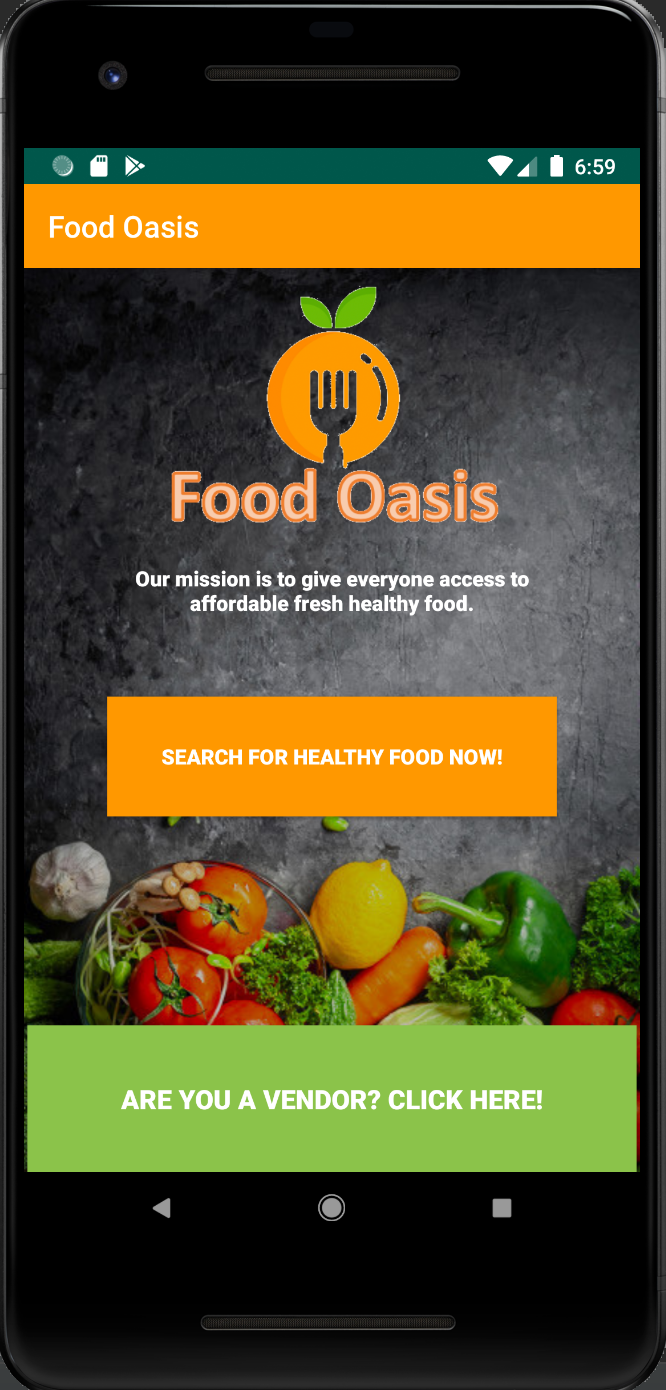 6:59
Food Oasis
Food Oasis
Our mission is to give everyone access to
affordable fresh healthy food.
SEARCH FOR HEALTHY FOOD NOW!
ARE YOU A VENDOR? CLICK HERE!